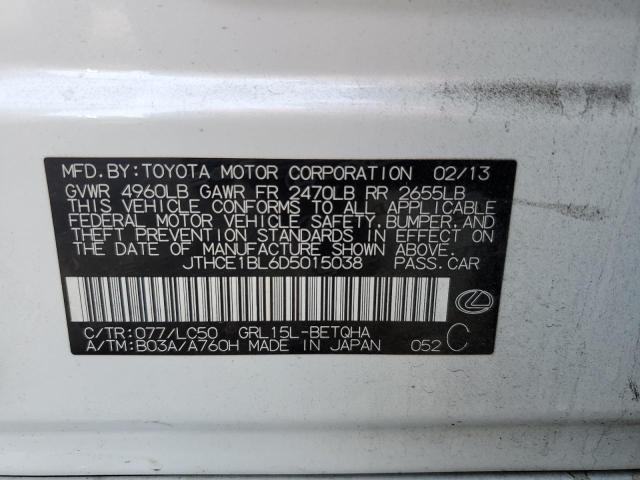 MFD.BY:TOYOTA MOTOR CORPORATION 02/13
GVWR 4960LB GAWR FR 2470LB RR 2655LB
THIS VEHICLE CONFORMS TO ALL APPLICABLE
FEDERAL MOTOR VEHICLE SAFETY, BUMPER, AND
THEFT PREVENTION STANDARDS IN EFFECT ON
THE DATE OF MANUFACTURE SHOWN ABOVE.
JTHCE1BL6D5015038 PASS.CAR
C/TR:077/LC50 GRL15L-BETQHA
A/TM:B03A/A760H MADE IN JAPAN 052 C